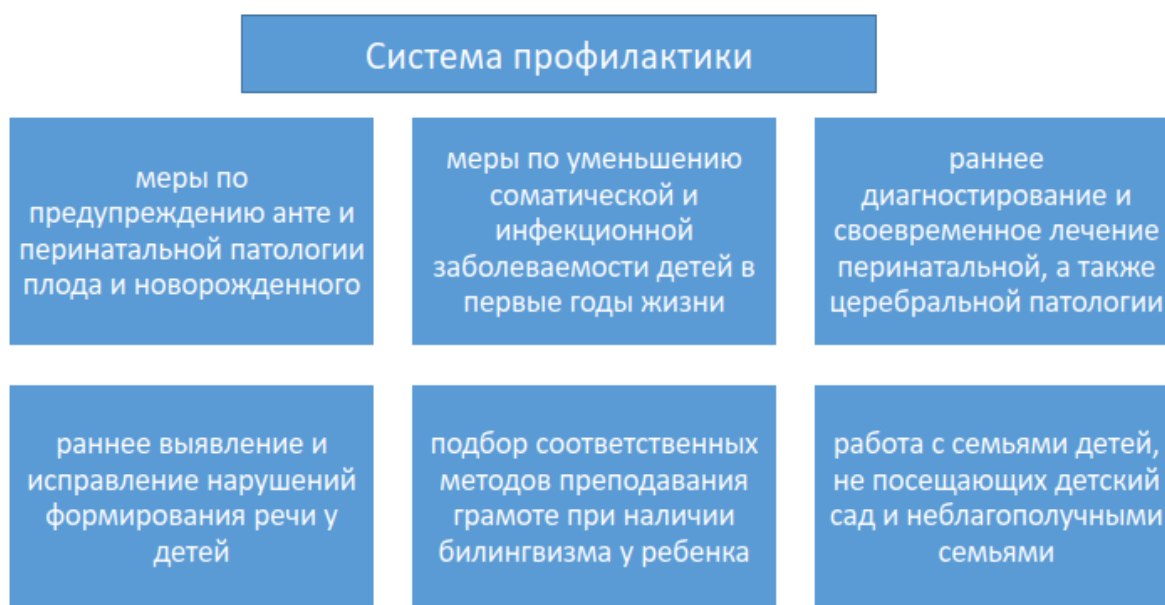 Система профилактики
меры по
предупреждению анте и
перинатальной патологии
плода и новорожденного
меры по уменьшению
соматической и
инфекционной
заболеваемости детей в
первые годы жизни
раннее
диагностирование и
своевременное лечение
перинатальной, а также
церебральной патологии
раннее выявление и
исправление нарушений
формирования речи у
детей
подбор соответственных
методов преподавания
грамоте при наличии
билингвизма у ребенка
работа с семьями детей,
не посещающих детский
сад и неблагополучными
семьями